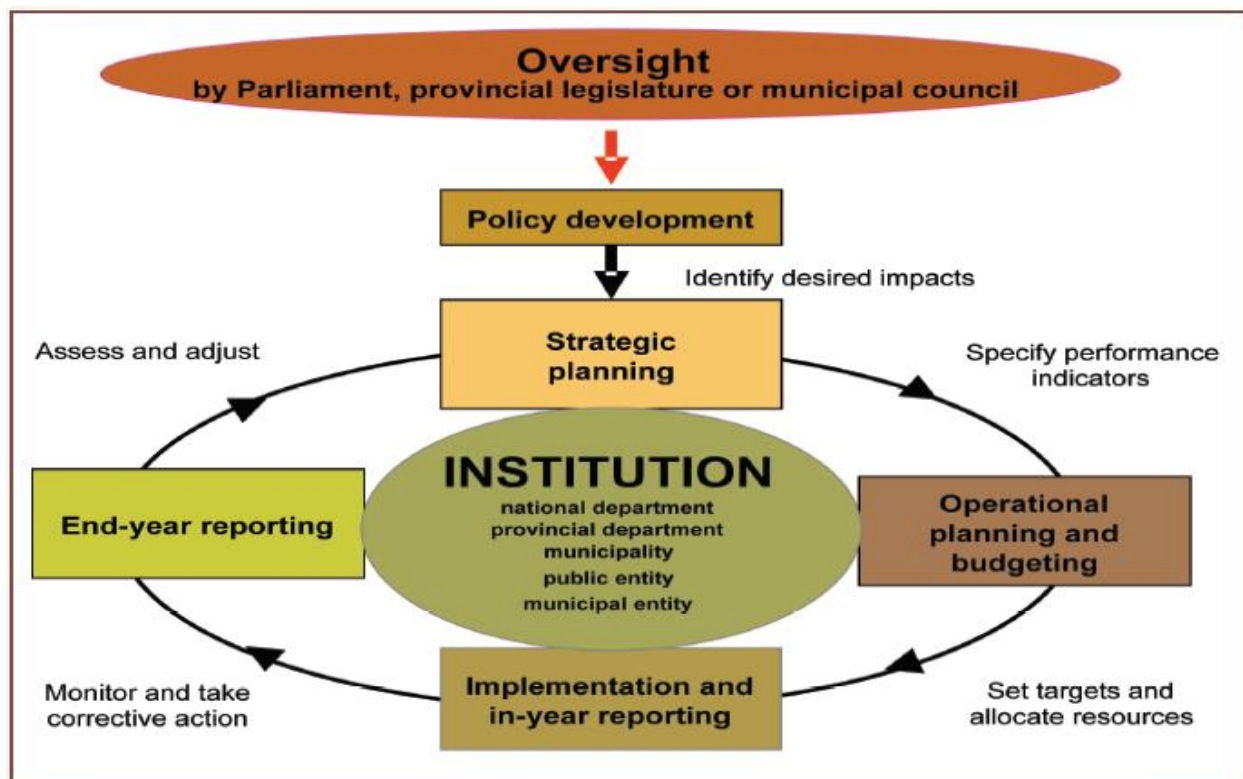 Oversight
by Parliament, provincial legislature or municipal council
Policy development
Identify desired impacts
Strategic
planning
Assess and adjust
Specify performance
indicators
INSTITUTION
national department
provincial department
municipality
public entity
municipal entity
End-year reporting
Operational
planning and
budgeting
Implementation and
in-year reporting
Monitor and take
corrective action
Set targets and
allocate resources